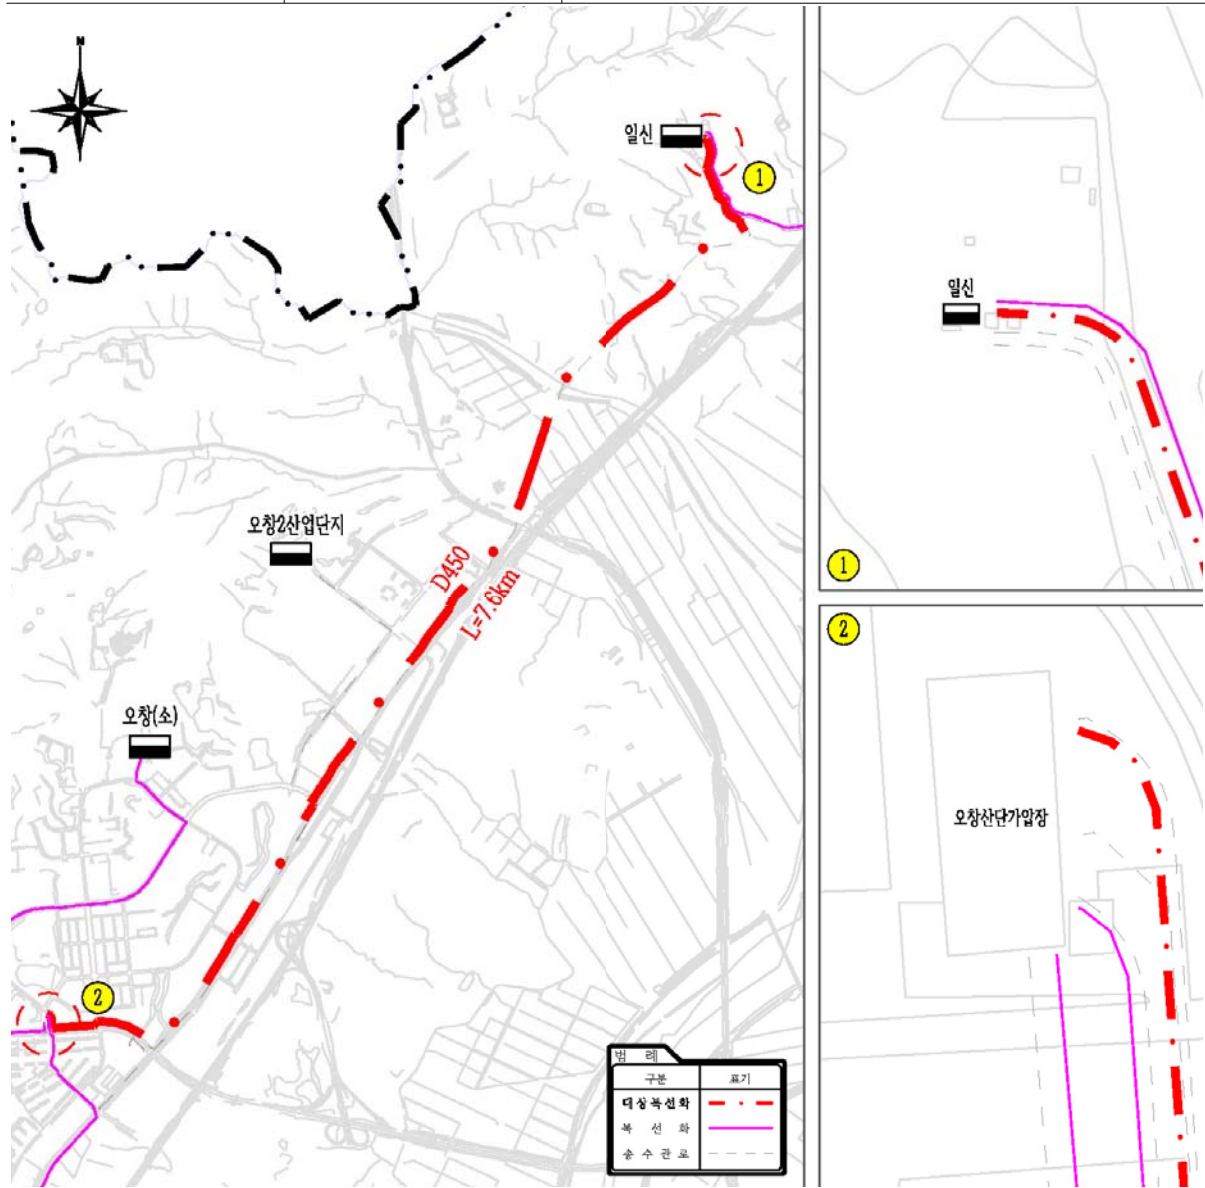 N
일신
1
일신
오창2산업단지
D450
L=7.6km
1
2
오창(소)
오창산단가압장
2
범 례
구분 표기
대상복선화
복 선 화
송 수 관 로